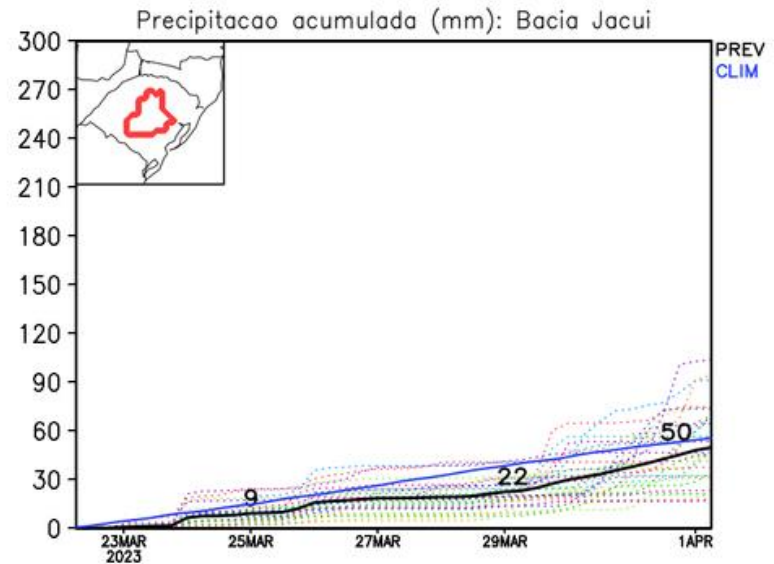 Precipitacao acumulada (mm): Bacia Jacui
PREV
CLIM
300
270
240
210
180
150
120
90
60
30
0
9
22
50
23MAR
2023
25MAR
27MAR
29MAR
1APR